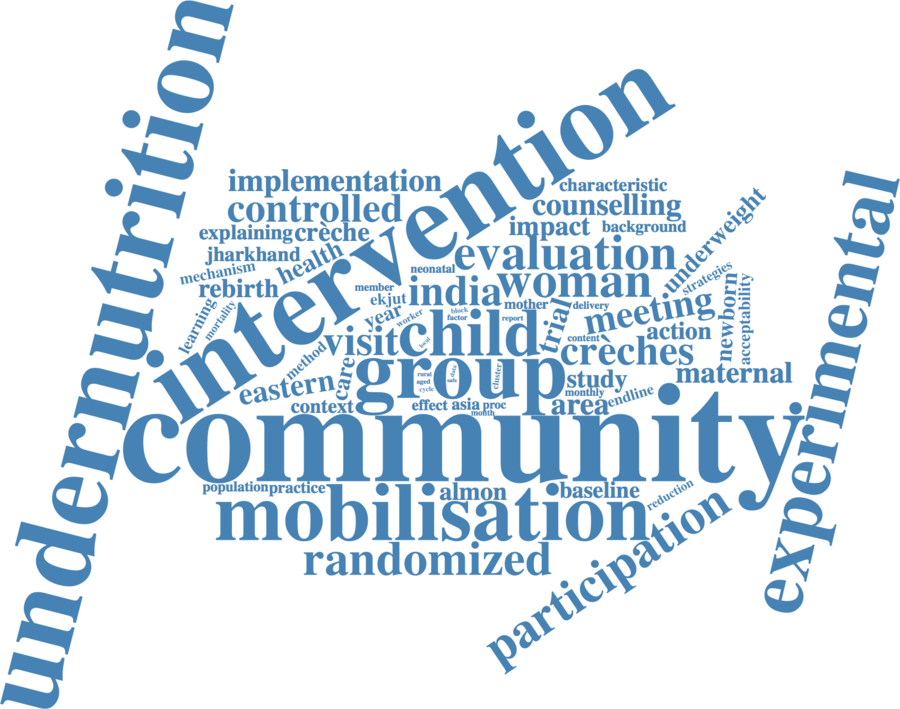 undernutrition
intervention
experimental
implementation
characteristic
controlled
counselling
explaining
crèche
impact
background
underweight
jharkhand
health
evaluation
mechanism
neonatal
strategies
rebirth
member
india
woman
mother
delivery
newborn
acceptability
learning
mortality
ekjut
year
worker
block
factor
report
trial
meeting
action
method
visit
local
child
content
crèches
care
eastern
group
rural
aged
cycle
data
safe
cluster
study
maternal
monthly
endline
context
effect
asia
proc
month
area
community
population
practice
almon
baseline
reduction
mobilisation
participation
randomized